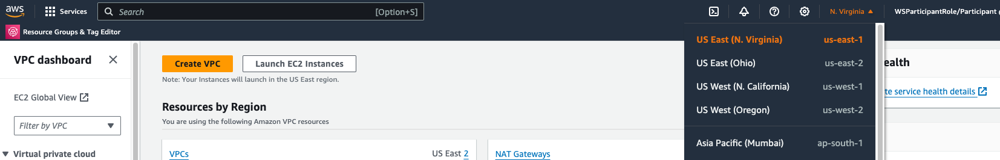 aws
Services
Search
[Option+S]
N. Virginia
WSParticipantRole/Participant
Resource Groups & Tag Editor
VPC dashboard
EC2 Global View
Filter by VPC
Virtual private cloud
Create VPC
Launch EC2 Instances
Note: Your Instances will launch in the US East region.
Resources by Region
You are using the following Amazon VPC resources
VPCs
US East 2
NAT Gateways
US East (N. Virginia) us-east-1
US East (Ohio) us-east-2
US West (N. California) us-west-1
US West (Oregon) us-west-2
Asia Pacific (Mumbai) ap-south-1
ealth
te service health details